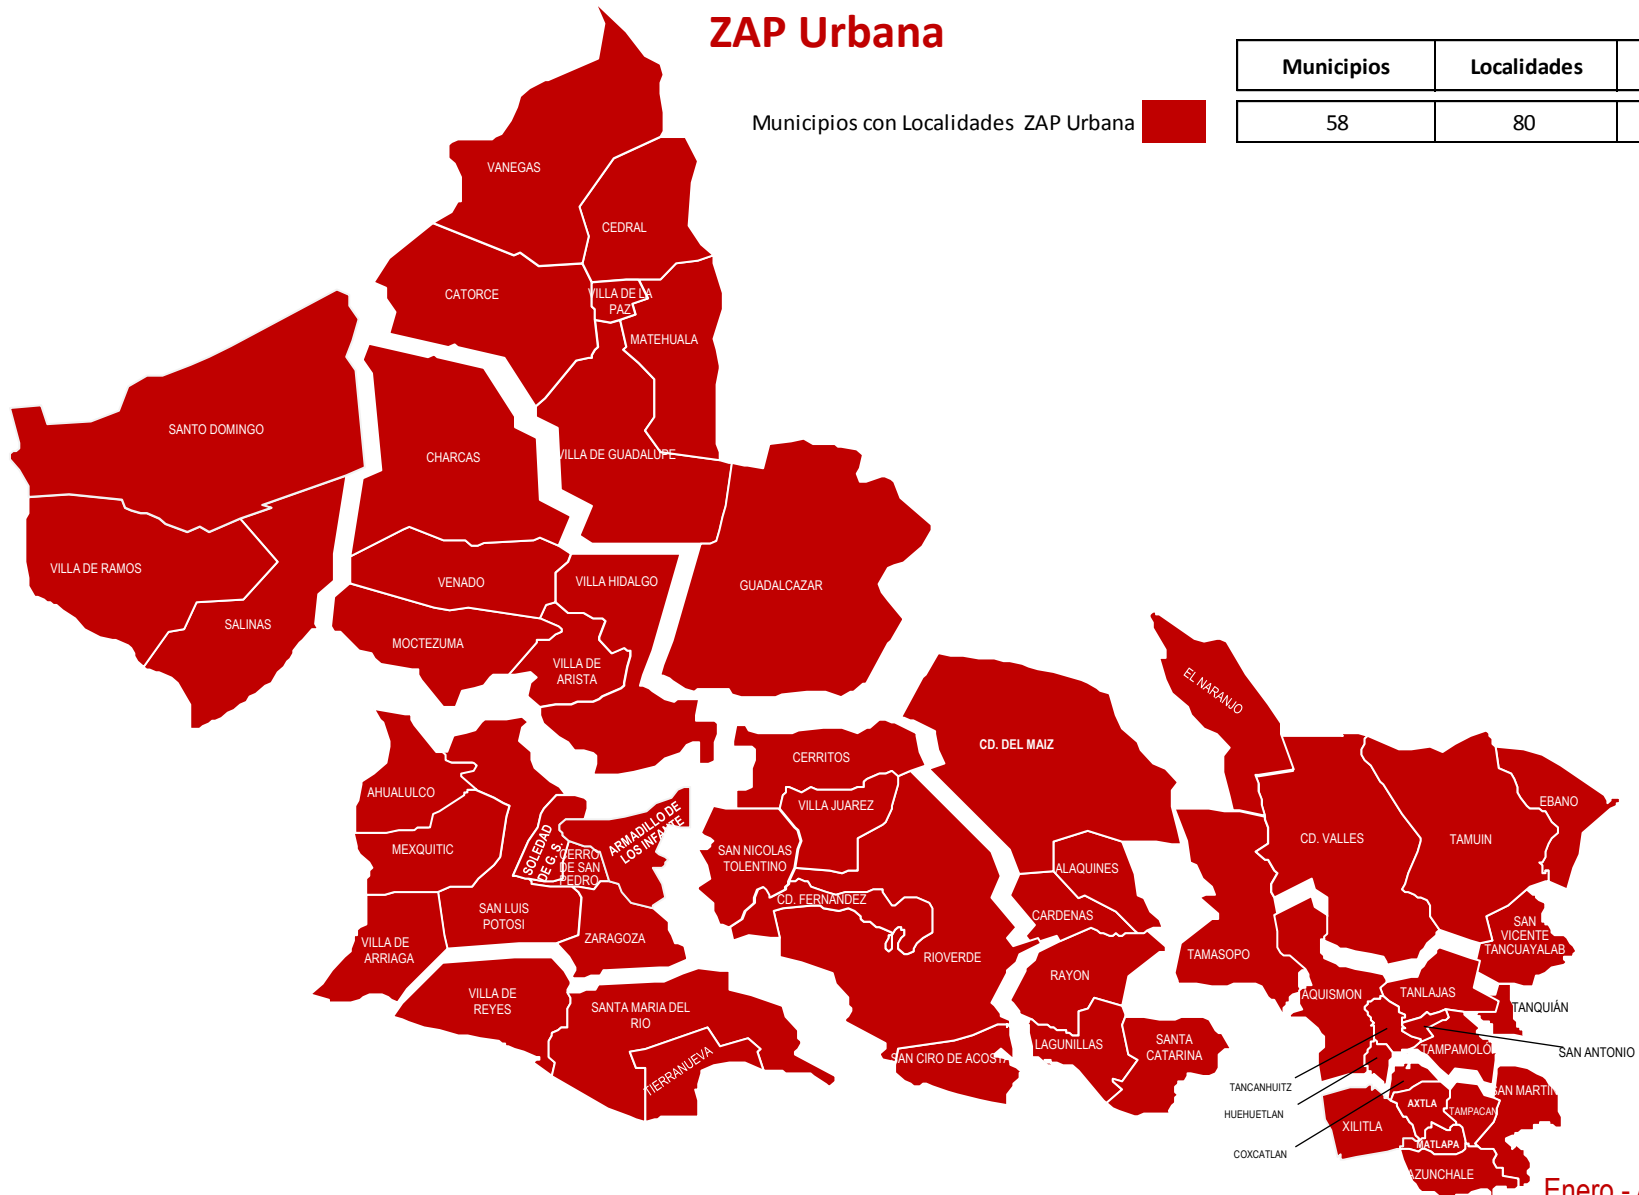 ZAP Urbana
Municipios
Localidades
Municipios con Localidades ZAP Urbana
58
80
VANEGAS
CEDRAL
CATORCE
VILLA DE LA
PAZ
MATEHUALA
SANTO DOMINGO
CHARCAS
VILLA DE GUADALUPE
VILLA DE RAMOS
VENADO
VILLA HIDALGO
GUADALCAZAR
SALINAS
MOCTEZUMA
VILLA DE
ARISTA
EL NARANJO
CD. DEL MAIZ
CERRITOS
AHUALULCO
VILLA JUAREZ
EBANO
ARMADILLO DE
LOS INFANTE
SOLEDAD
DE G. S.
MEXQUITIC
CERRO
DE SAN
PEDRO
SAN NICOLAS
TOLENTINO
CD. VALLES
TAMUIN
ALAQUINES
CD. FERNANDEZ
SAN LUIS
POTOSI
CARDENAS
SAN
VICENTE
TANCUAYALAB
VILLA DE
ARRIAGA
ZARAGOZA
RIOVERDE
TAMASOPO
RAYON
VILLA DE
REYES
AQUISMON
TANLAJAS
SANTA MARIA DEL
RIO
TANQUIÁN
LAGUNILLAS
SANTA
CATARINA
TAMPAMOLÓN
SAN ANTONIO
SAN CIRO DE ACOSTA
TIERRANUEVA
TANCANHUITZ
SAN MARTIN
HUEHUETLAN
AXTLA
TAMPACAN
XILITLA
MATLAPA
COXCATLAN
AZUNCHALE
Enero -